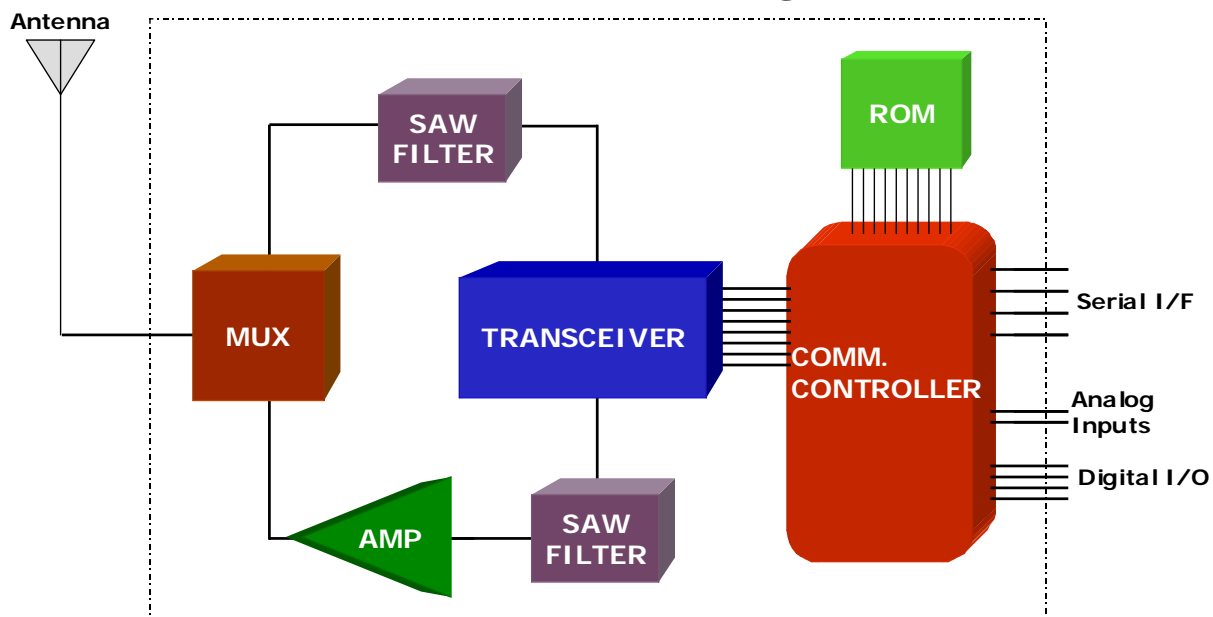 Antenna
SAW
FILTER
ROM
MUX
TRANSCEIVER
COMM.
CONTROLLER
Serial I/F
Analog
Inputs
Digital I/O
AMP
SAW
FILTER